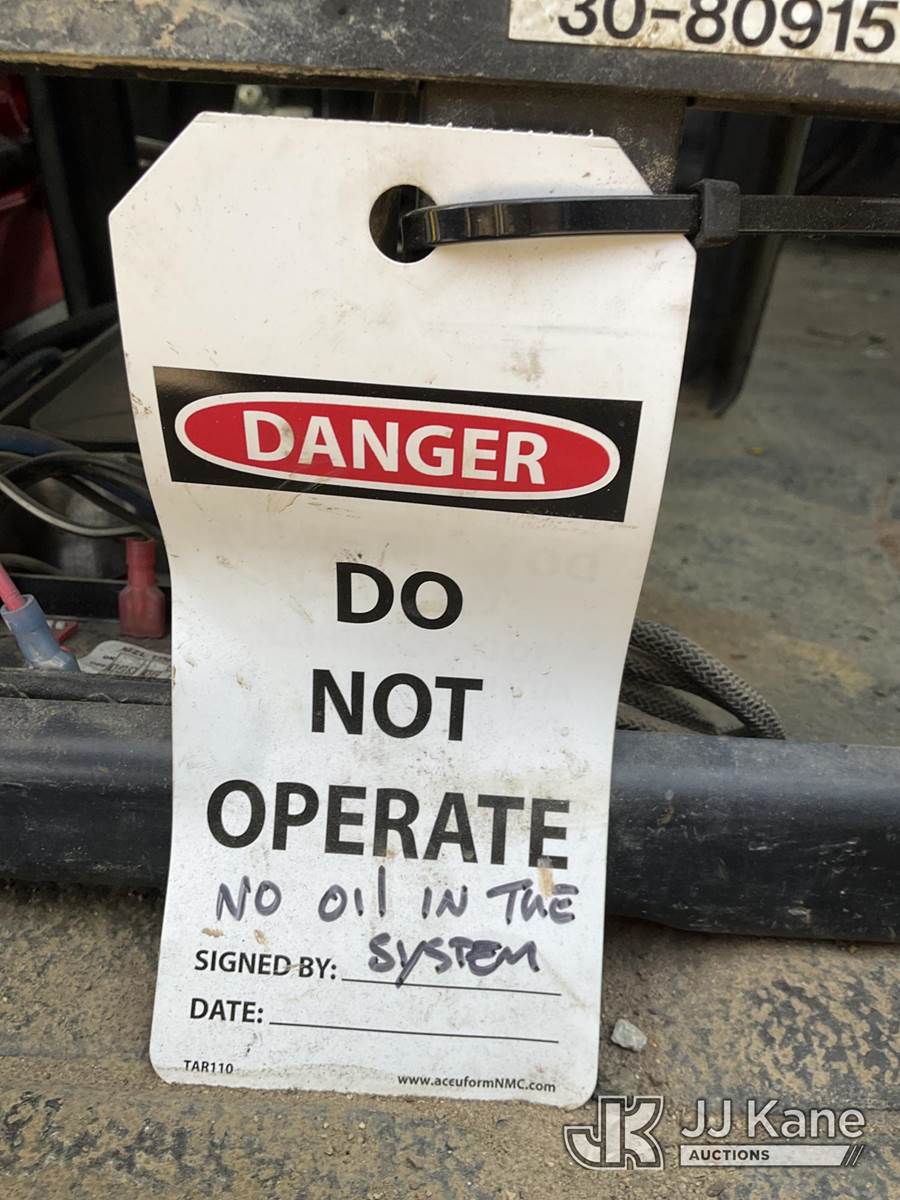 30-80915
DANGER
DO
NOT
OPERATE
NO OIL IN THE
SYSTEM
SIGNED BY:
DATE:
TAR110
www.accuformNMC.com
JK JJ Kane
AUCTIONS